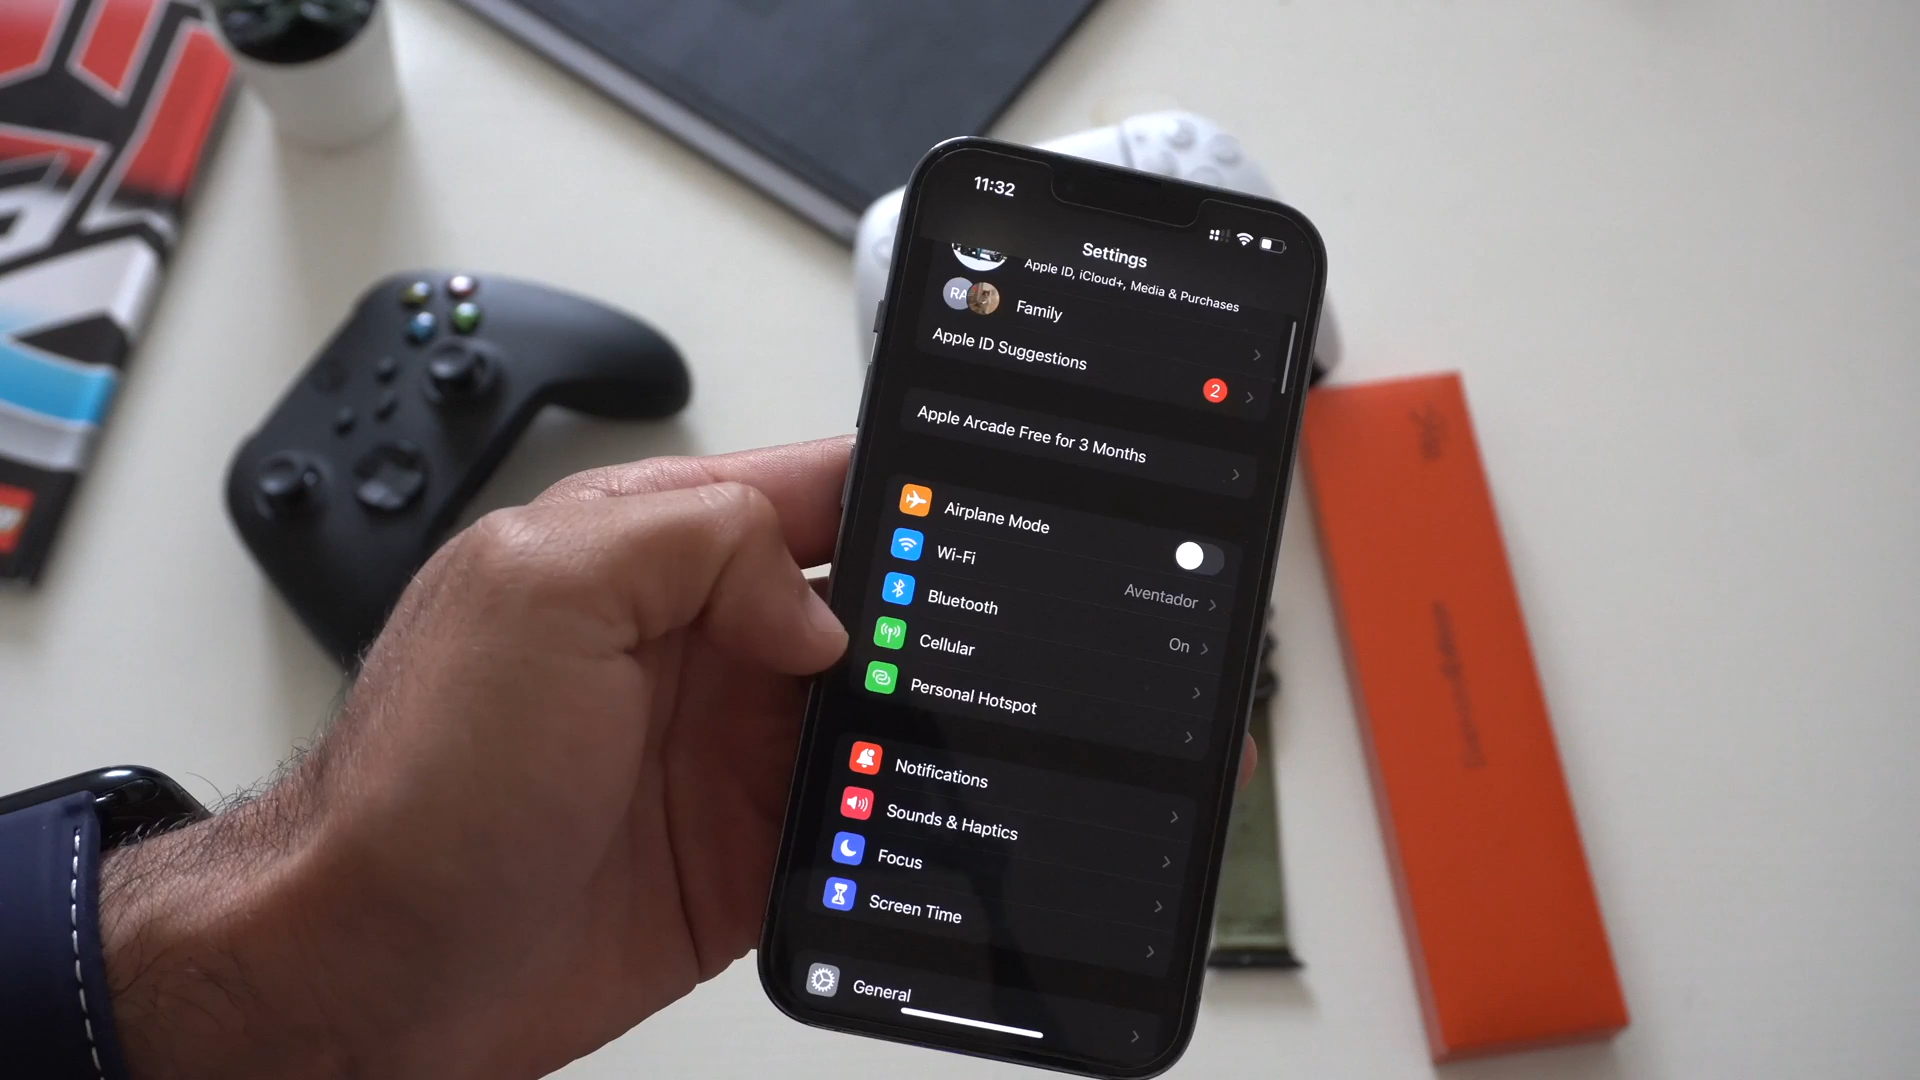 11:32
Settings
Apple ID, iCloud+, Media & Purchases
RA
Family
Apple ID Suggestions
2
Apple Arcade Free for 3 Months
Airplane Mode
Wi-Fi
Aventador
Bluetooth
On
Cellular
Personal Hotspot
Notifications
Sounds & Haptics
Focus
Screen Time
General